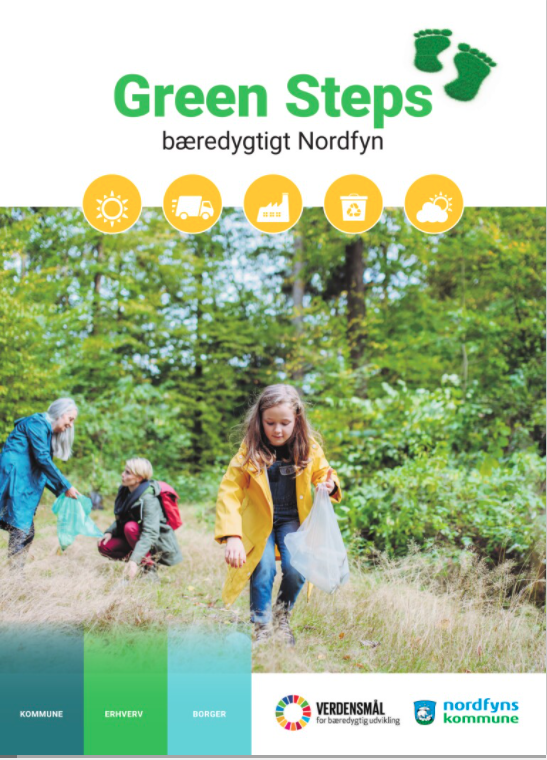 Green Steps
bæredygtigt Nordfyn
KOMMUNE
ERHVERV
BORGER
VERDENSMÅL
for bæredygtig udvikling
nordfyns
kommune